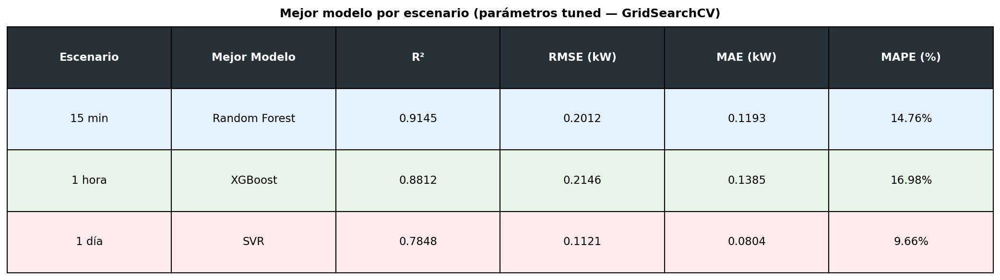 Mejor modelo por escenario (parámetros tuned — GridSearchCV)
Escenario Mejor Modelo R² RMSE (kW) MAE (kW) MAPE (%)
15 min Random Forest 0.9145 0.2012 0.1193 14.76%
1 hora XGBoost 0.8812 0.2146 0.1385 16.98%
1 día SVR 0.7848 0.1121 0.0804 9.66%